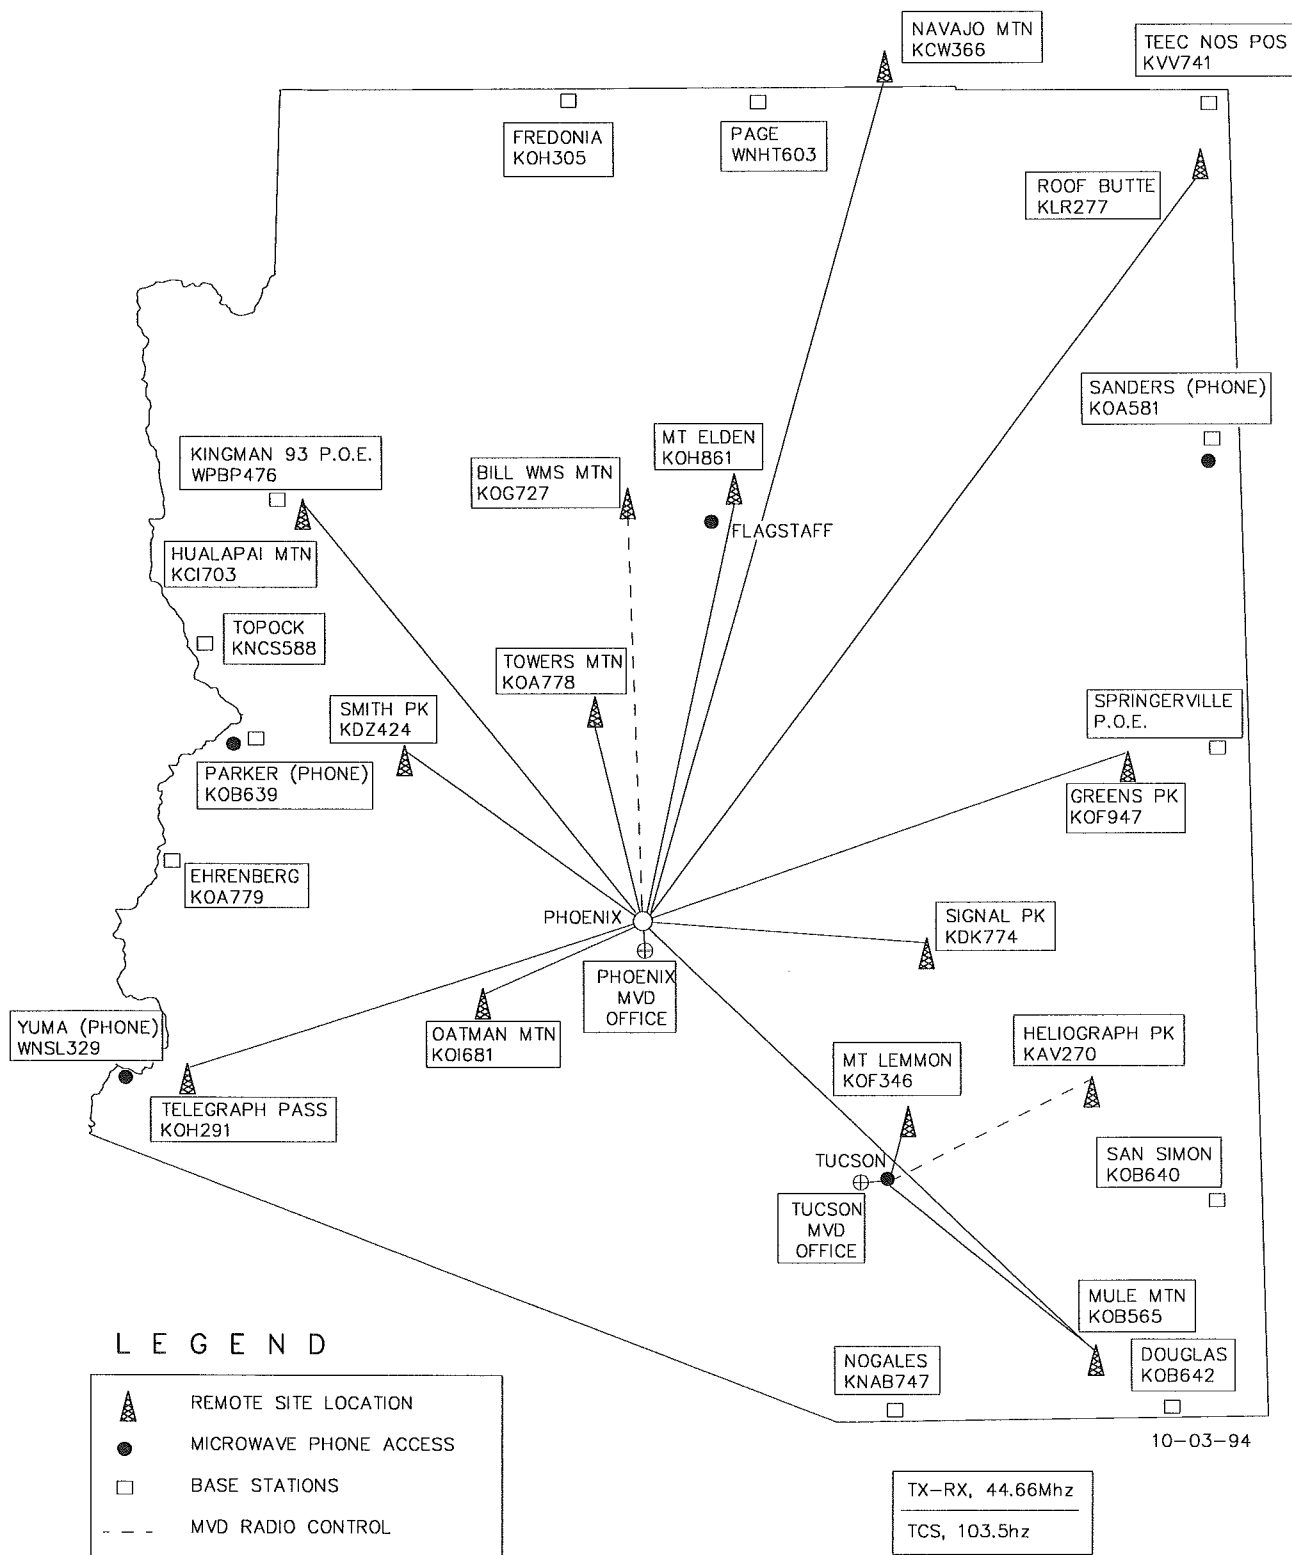 NAVAJO MTN
KCW366
TEEC NOS POS
KVV741
FREDONIA
KOH305
PAGE
WNHT603
ROOF BUTTE
KLR277
SANDERS (PHONE)
KOA581
MT ELDEN
KOH861
KINGMAN 93 P.O.E.
WPBP476
BILL WMS MTN
KOG727
FLAGSTAFF
HUALAPAI MTN
KCI703
TOPOCK
KNCS588
TOWERS MTN
KOA778
SMITH PK
KDZ424
SPRINGERVILLE
P.O.E.
PARKER (PHONE)
KOB639
GREENS PK
KOF947
EHRENBERG
KOA779
PHOENIX
SIGNAL PK
KDK774
PHOENIX
MVD
OFFICE
YUMA (PHONE)
WNSL329
OATMAN MTN
KOI681
HELIOGRAPH PK
KAV270
MT LEMMON
KOF346
TELEGRAPH PASS
KOH291
TUCSON
SAN SIMON
KOB640
TUCSON
MVD
OFFICE
MULE MTN
KOB565
NOGALES
KNAB747
DOUGLAS
KOB642
10-03-94
LEGEND
REMOTE SITE LOCATION
MICROWAVE PHONE ACCESS
BASE STATIONS
MVD RADIO CONTROL
TX-RX, 44.66Mhz
TCS, 103.5hz